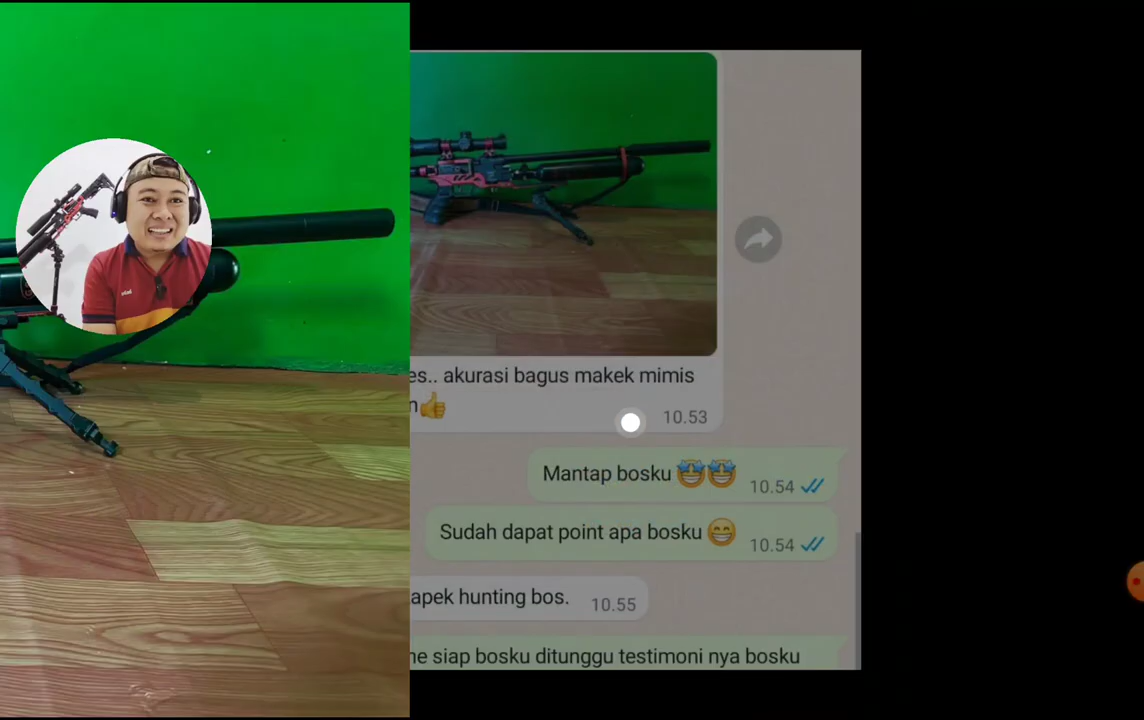 es.. akurasi bagus makek mimis
n👍
10.53
Mantap bosku 🤩🤩
10.54
Sudah dapat point apa bosku 😁
10.54
apek hunting bos.
10.55
ne siap bosku ditunggu testimoni nya bosku